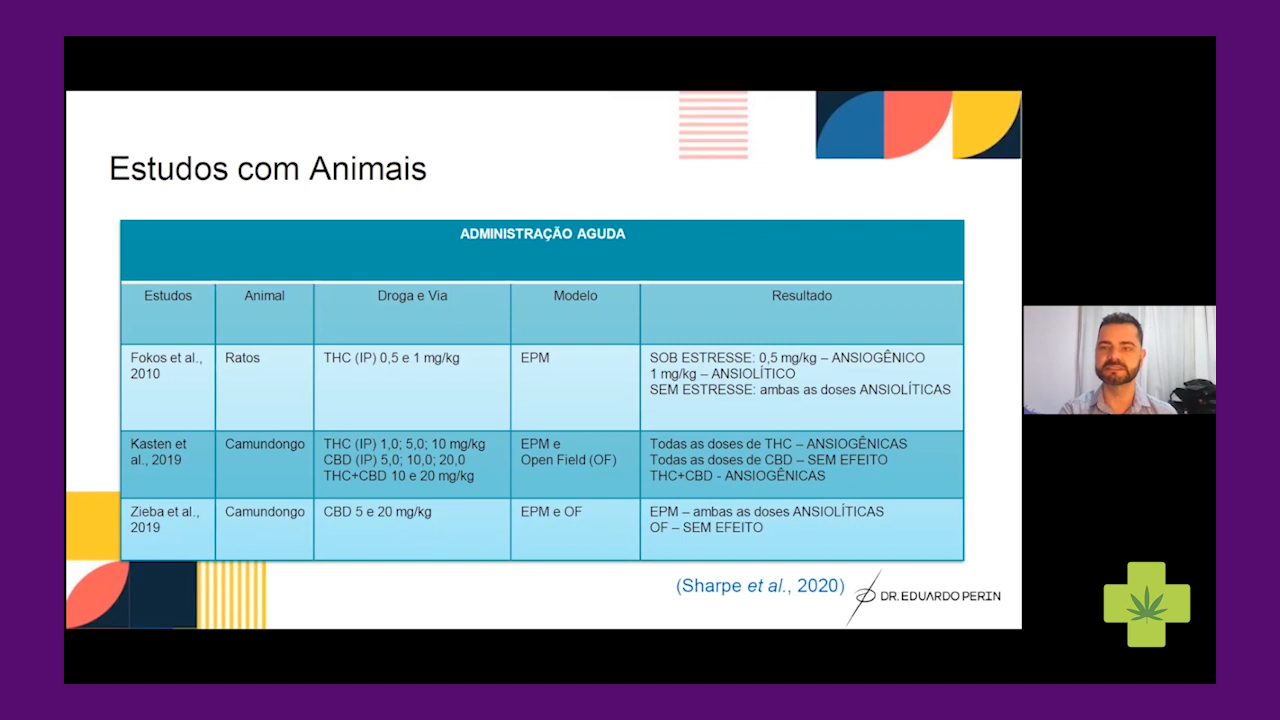 Estudos com Animais
ADMINISTRAÇÃO AGUDA
Estudos Animal Droga e Via Modelo Resultado
Fokos et al., Ratos THC (IP) 0,5 e 1 mg/kg EPM SOB ESTRESSE: 0,5 mg/kg – ANSIOGÊNICO
2010 1 mg/kg – ANSIOLÍTICO
SEM ESTRESSE: ambas as doses ANSIOLÍTICAS
Kasten et Camundongo THC (IP) 1,0; 5,0; 10 mg/kg EPM e Todas as doses de THC – ANSIOGÊNICAS
al., 2019 CBD (IP) 5,0; 10,0; 20,0 Open Field (OF) Todas as doses de CBD – SEM EFEITO
THC+CBD 10 e 20 mg/kg THC+CBD - ANSIOGÊNICAS
Zieba et al., Camundongo CBD 5 e 20 mg/kg EPM e OF EPM – ambas as doses ANSIOLÍTICAS
2019 OF – SEM EFEITO
(Sharpe et al., 2020)
DR. EDUARDO PERIN